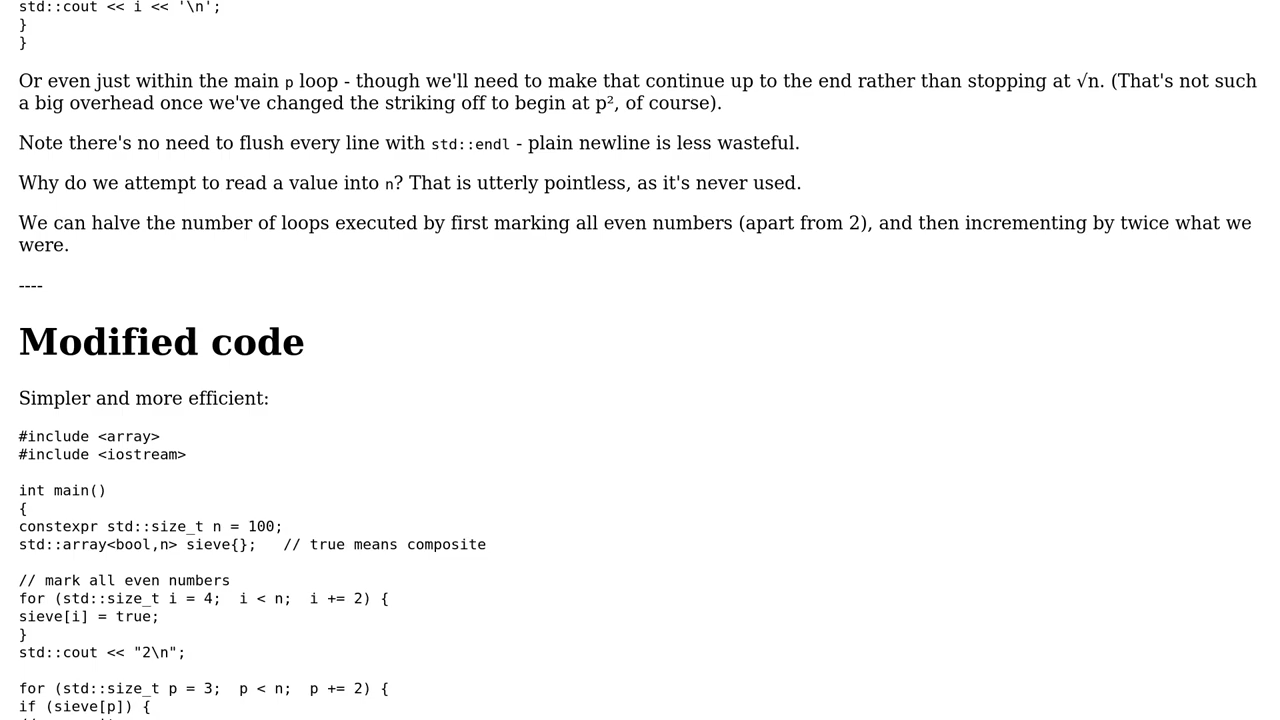 std::cout << i << '\n';
}
}
Or even just within the main p loop - though we'll need to make that continue up to the end rather than stopping at √n. (That's not such
a big overhead once we've changed the striking off to begin at p², of course).
Note there's no need to flush every line with std::endl - plain newline is less wasteful.
Why do we attempt to read a value into n? That is utterly pointless, as it's never used.
We can halve the number of loops executed by first marking all even numbers (apart from 2), and then incrementing by twice what we
were.
----
Modified code
Simpler and more efficient:
#include <array>
#include <iostream>
int main()
{
constexpr std::size_t n = 100;
std::array<bool,n> sieve{};   // true means composite
// mark all even numbers
for (std::size_t i = 4;  i < n;  i += 2) {
sieve[i] = true;
}
std::cout << "2\n";
for (std::size_t p = 3;  p < n;  p += 2) {
if (sieve[p]) {